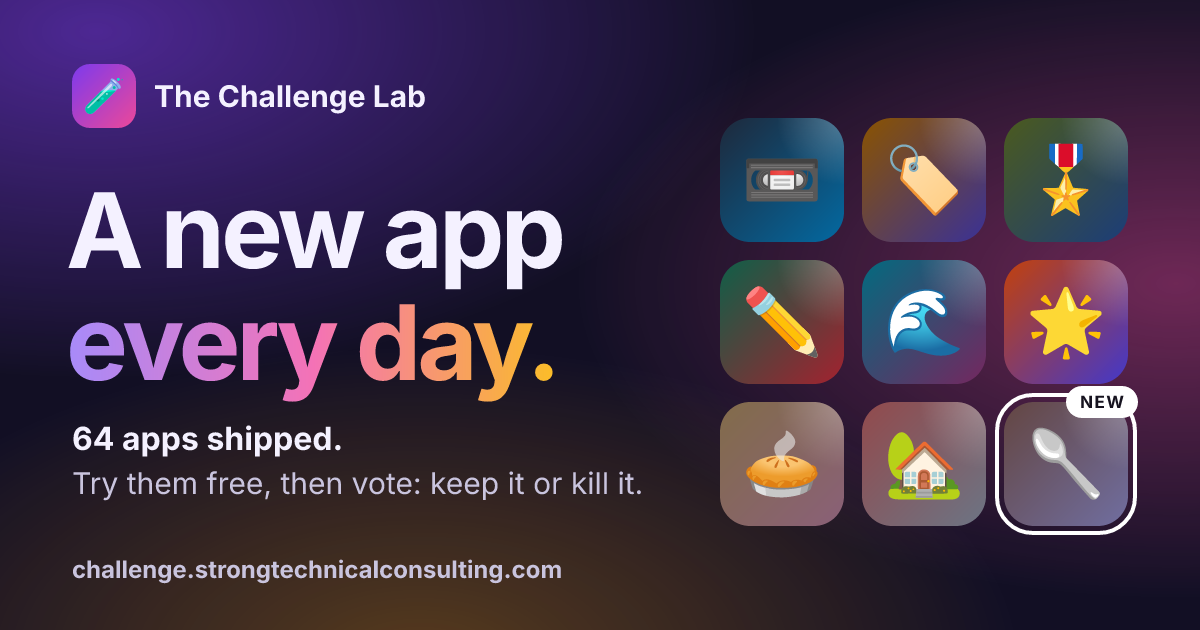 The Challenge Lab
A new app
every day.
64 apps shipped.
Try them free, then vote: keep it or kill it.
challenge.strongtechnicalconsulting.com
NEW